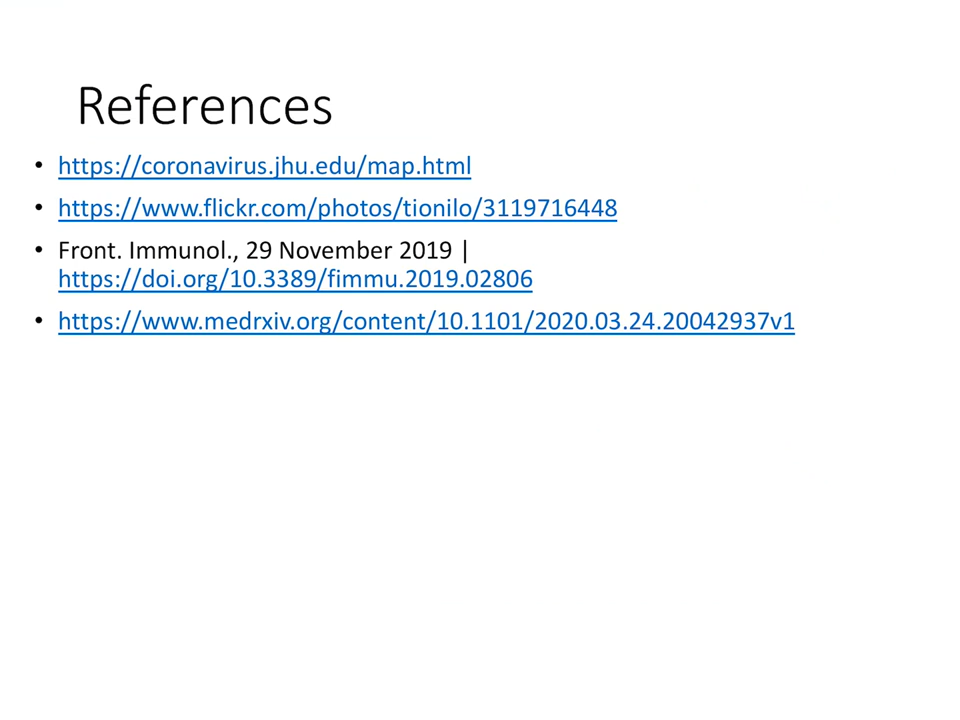 References
• https://coronavirus.jhu.edu/map.html
• https://www.flickr.com/photos/tionilo/3119716448
• Front. Immunol., 29 November 2019 |
https://doi.org/10.3389/fimmu.2019.02806
• https://www.medrxiv.org/content/10.1101/2020.03.24.20042937v1